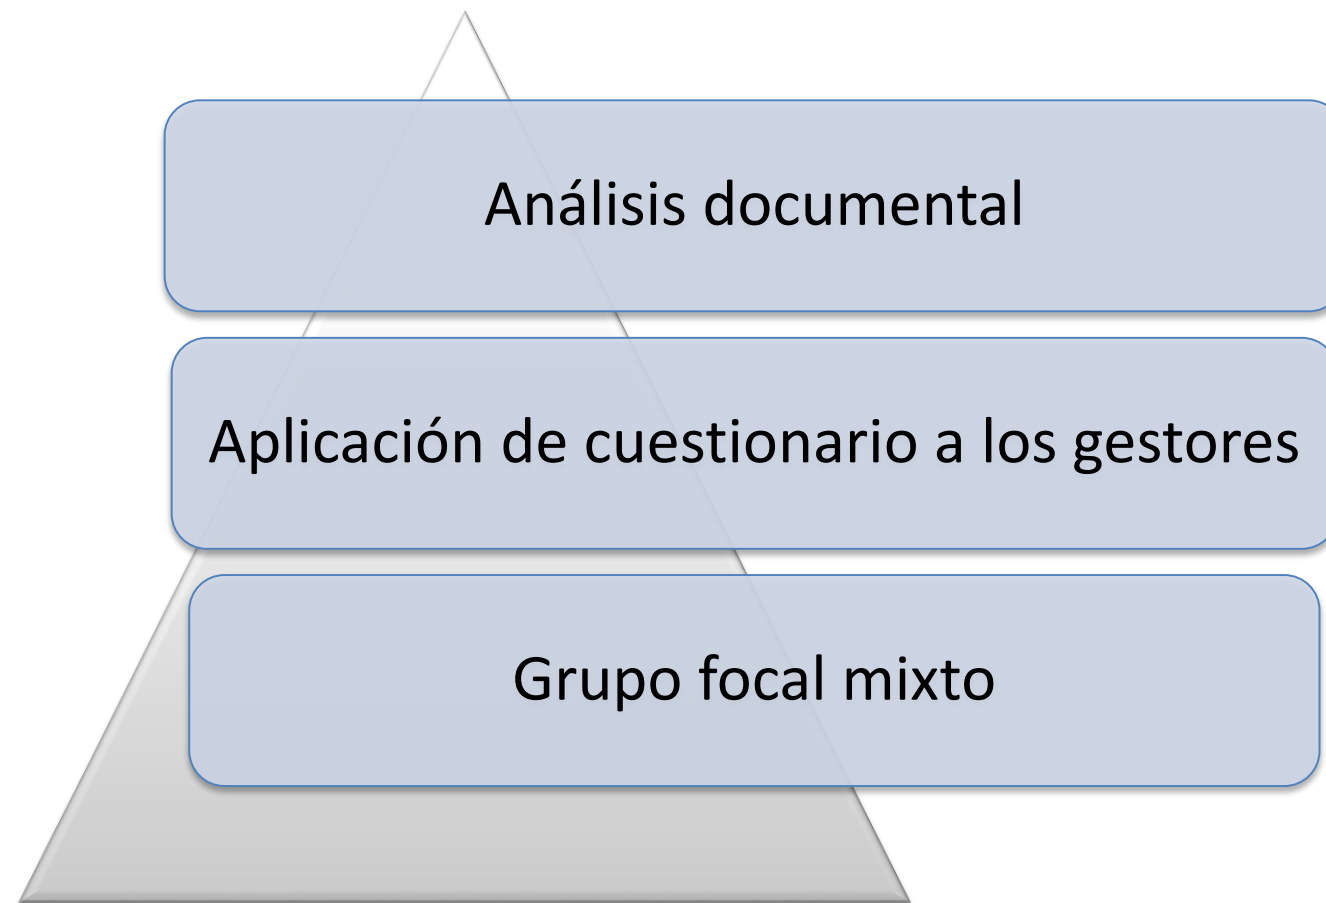 Análisis documental
Aplicación de cuestionario a los gestores
Grupo focal mixto